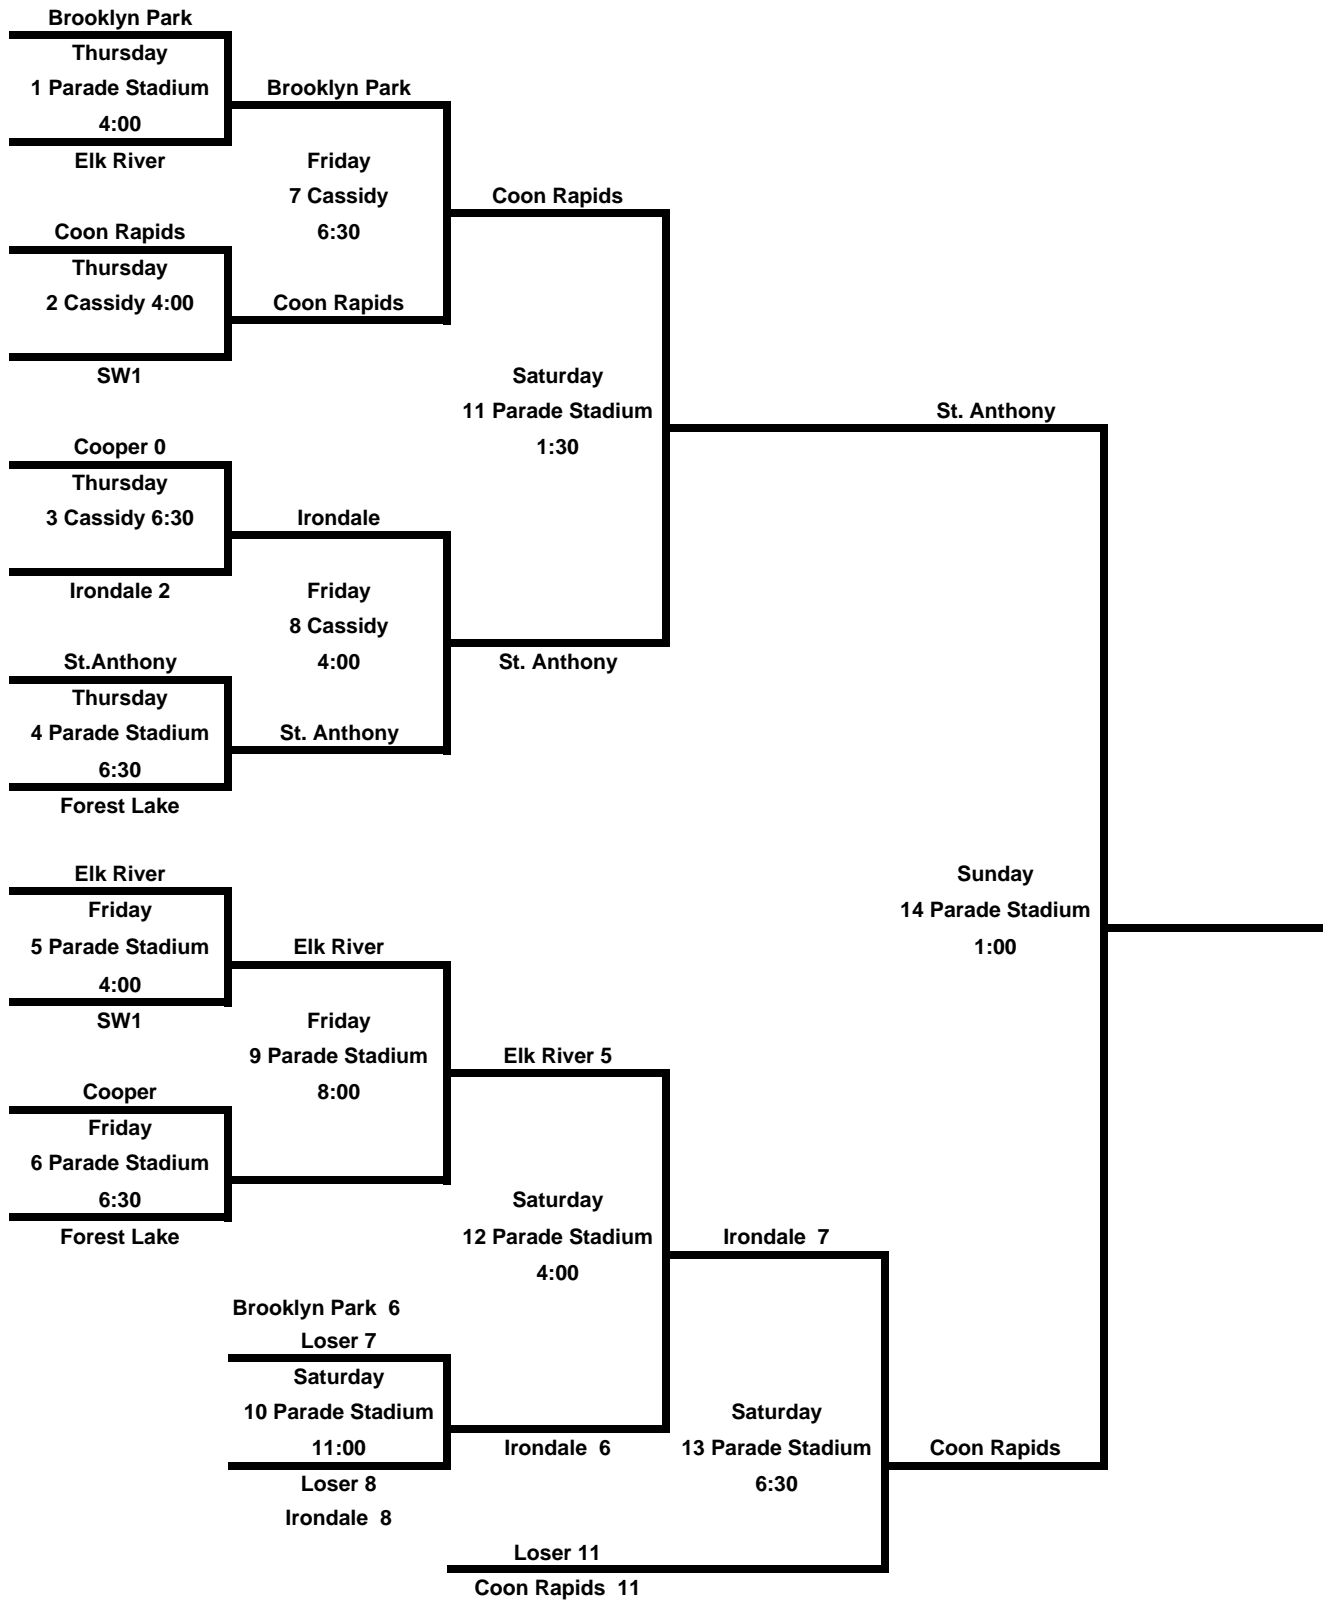 Brooklyn Park
Thursday
1 Parade Stadium
4:00
Elk River
Brooklyn Park
Friday
7 Cassidy
6:30
Coon Rapids
Coon Rapids
Thursday
2 Cassidy 4:00
SW1
Coon Rapids
Saturday
11 Parade Stadium
1:30
St. Anthony
Cooper 0
Thursday
3 Cassidy 6:30
Irondale 2
Irondale
Friday
8 Cassidy
4:00
St. Anthony
St.Anthony
Thursday
4 Parade Stadium
6:30
Forest Lake
St. Anthony
Elk River
Friday
5 Parade Stadium
4:00
SW1
Elk River
Friday
9 Parade Stadium
8:00
Elk River 5
Sunday
14 Parade Stadium
1:00
Cooper
Friday
6 Parade Stadium
6:30
Forest Lake
Saturday
12 Parade Stadium
4:00
Irondale  7
Brooklyn Park  6
Loser 7
Saturday
10 Parade Stadium
11:00
Loser 8
Irondale  8
Irondale  6
Saturday
13 Parade Stadium
6:30
Coon Rapids
Loser 11
Coon Rapids  11